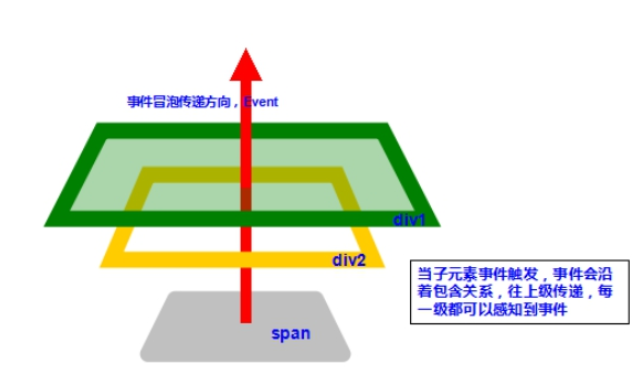 事件冒泡传递方向，Event
div1
div2
当子元素事件触发，事件会沿
着包含关系，往上级传递，每
一级都可以感知到事件
span